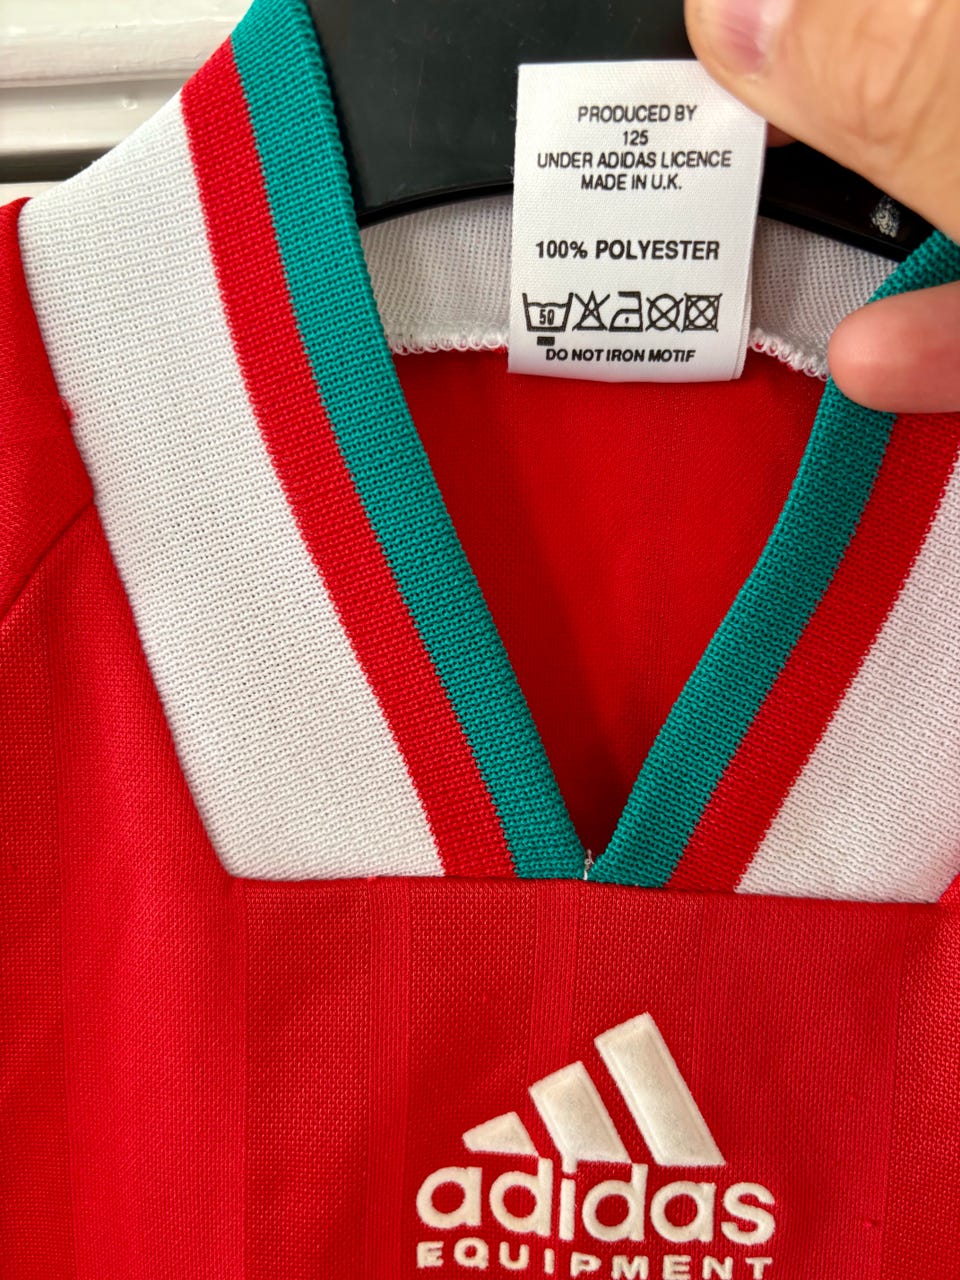 PRODUCED BY
125
UNDER ADIDAS LICENCE
MADE IN U.K.
100% POLYESTER
50
DO NOT IRON MOTIF
adidas
EQUIPMENT